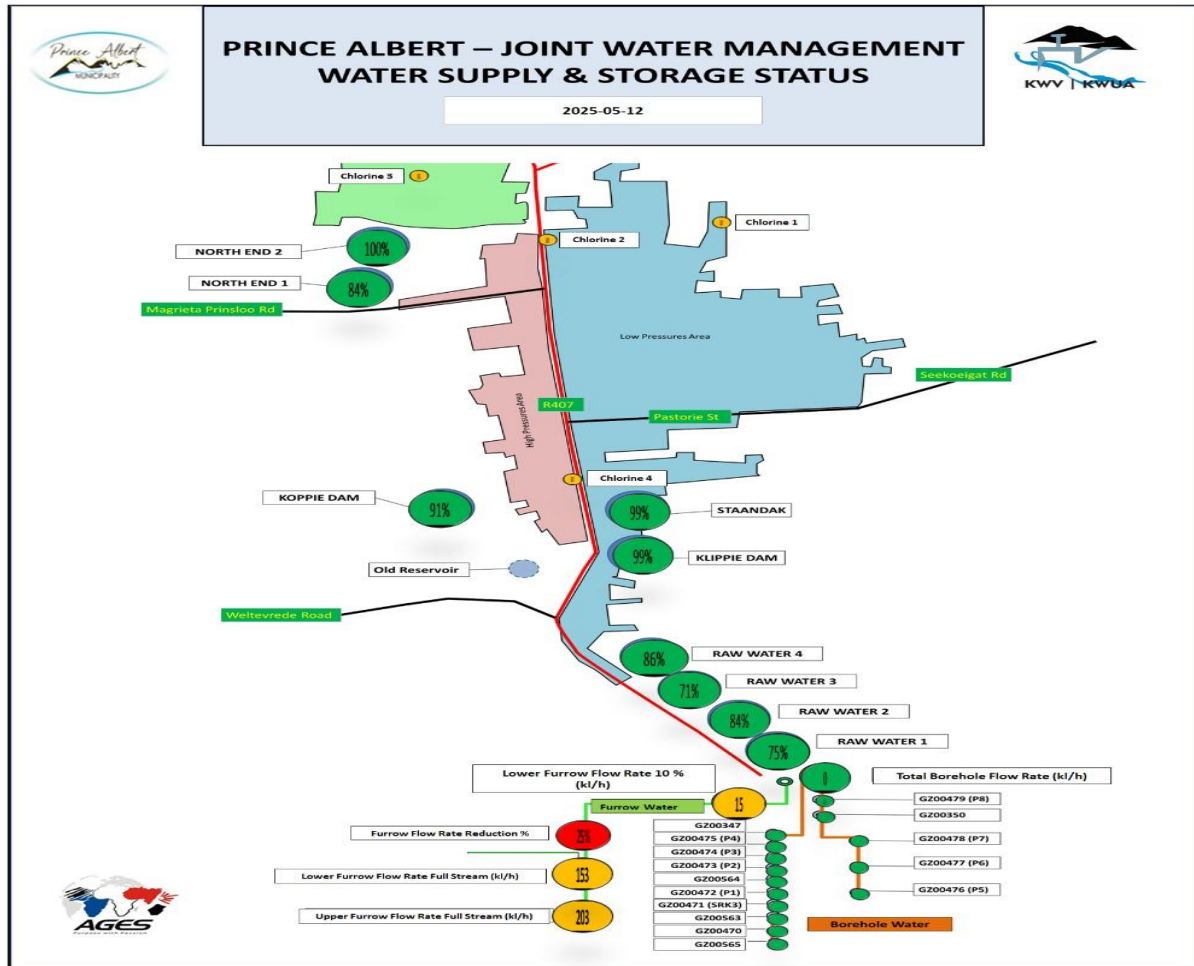 Prince Albert
MUNICIPALITY
PRINCE ALBERT – JOINT WATER MANAGEMENT
WATER SUPPLY & STORAGE STATUS
2025-05-12
KWV | KWUA
Chlorine 3
Chlorine 1
Chlorine 2
NORTH END 2
100%
NORTH END 1
84%
Magrieta Prinsloo Rd
Low Pressures Area
Seekoeigat Rd
R407
Pastorie St
High Pressures Area
Chlorine 4
KOPPIE DAM
91%
99%
STAANDAK
99%
KLIPPIE DAM
Old Reservoir
Weltevrede Road
86%
RAW WATER 4
71%
RAW WATER 3
84%
RAW WATER 2
75%
RAW WATER 1
Lower Furrow Flow Rate 10 %
(kl/h)
0
Total Borehole Flow Rate (kl/h)
Furrow Water
15
GZ00479 (P8)
GZ00350
Furrow Flow Rate Reduction %
25%
GZ00347
GZ00475 (P4)
GZ00474 (P3)
GZ00473 (P2)
GZ00564
GZ00472 (P1)
GZ00471 (SRK3)
GZ00563
GZ00470
GZ00565
GZ00478 (P7)
GZ00477 (P6)
GZ00476 (P5)
Lower Furrow Flow Rate Full Stream (kl/h)
153
Upper Furrow Flow Rate Full Stream (kl/h)
203
Borehole Water
AGES
Purpose with Passion